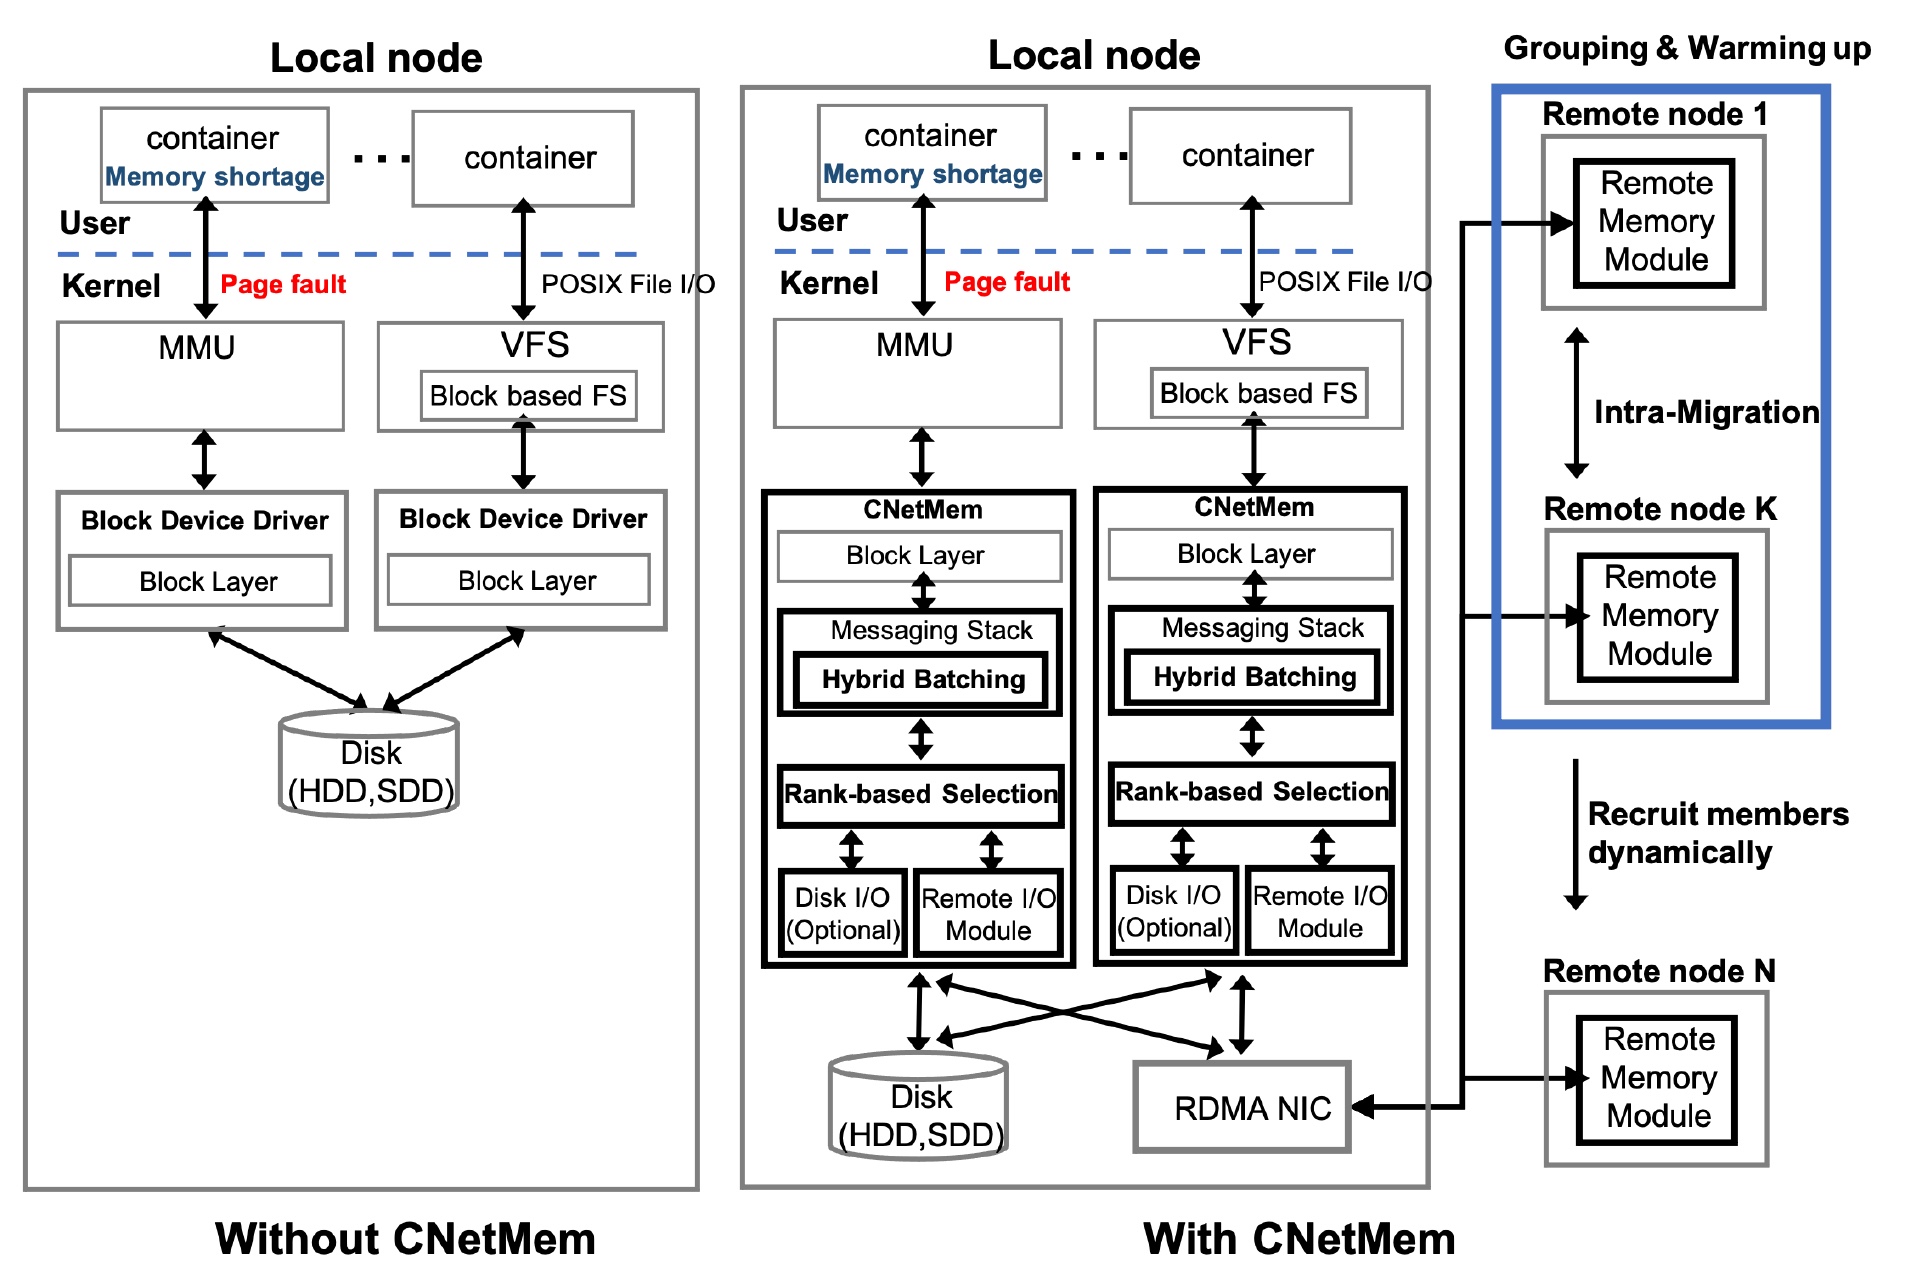 Local node
container
Memory shortage
...
container
User
Kernel
Page fault
POSIX File I/O
MMU
VFS
Block based FS
Block Device Driver
Block Layer
Block Device Driver
Block Layer
Disk
(HDD,SDD)
Without CNetMem
Local node
container
Memory shortage
...
container
User
Kernel
Page fault
POSIX File I/O
MMU
VFS
Block based FS
CNetMem
Block Layer
Messaging Stack
Hybrid Batching
Rank-based Selection
Disk I/O
(Optional)
Remote I/O
Module
CNetMem
Block Layer
Messaging Stack
Hybrid Batching
Rank-based Selection
Disk I/O
(Optional)
Remote I/O
Module
Disk
(HDD,SDD)
RDMA NIC
With CNetMem
Grouping & Warming up
Remote node 1
Remote
Memory
Module
Intra-Migration
Remote node K
Remote
Memory
Module
Recruit members
dynamically
Remote node N
Remote
Memory
Module